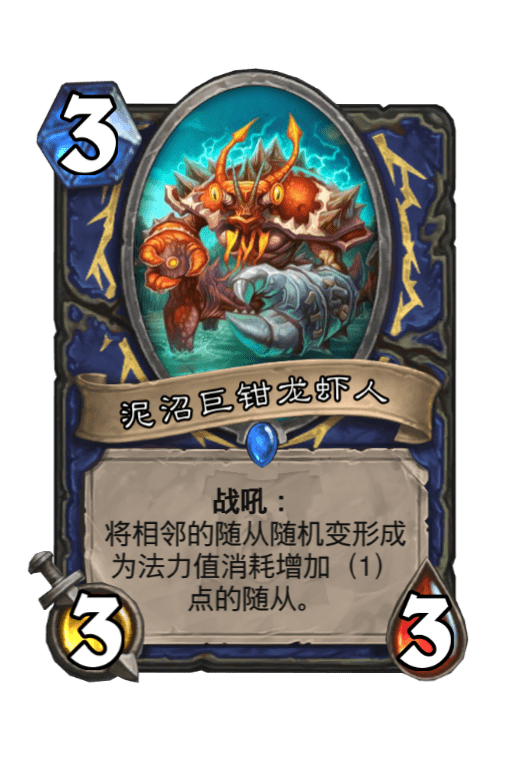 3
泥沼巨钳龙虾人
战吼：
将相邻的随从随机变形成
为法力值消耗增加（1）
点的随从。
3
3